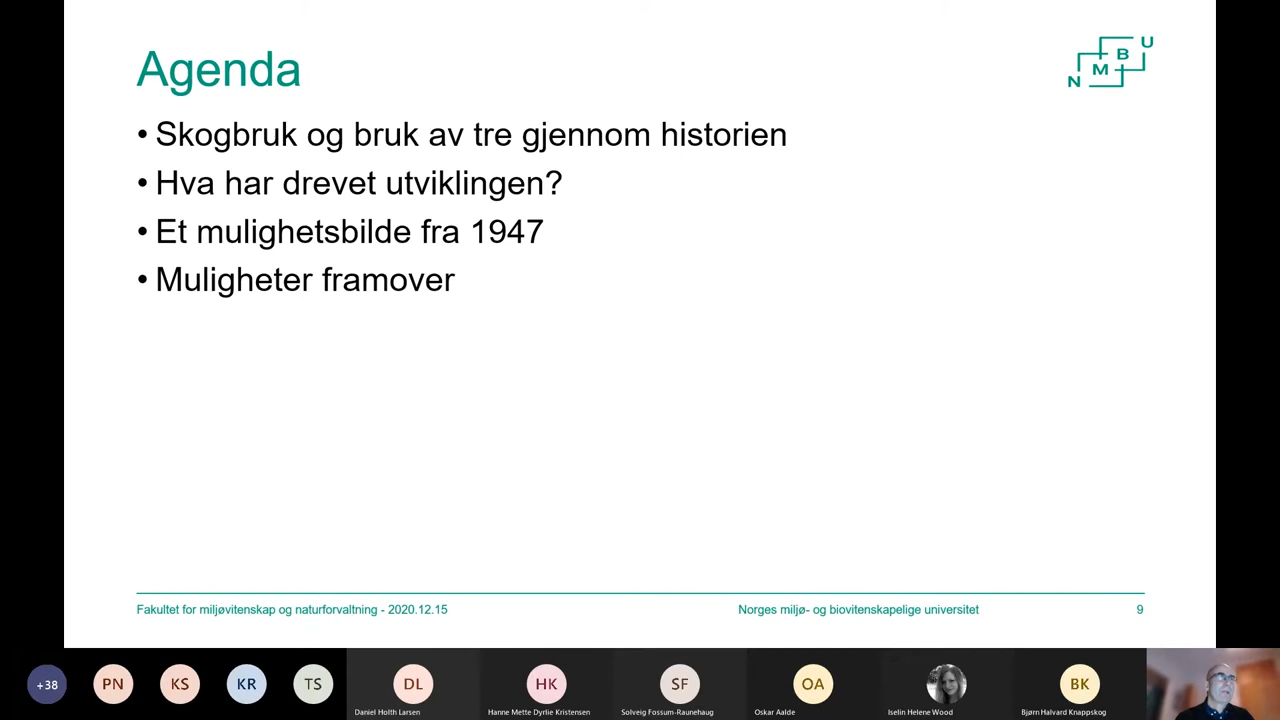 Agenda
N M B U
• Skogbruk og bruk av tre gjennom historien
• Hva har drevet utviklingen?
• Et mulighetsbilde fra 1947
• Muligheter framover
Fakultet for miljøvitenskap og naturforvaltning - 2020.12.15
Norges miljø- og biovitenskapelige universitet
9
+38
PN
KS
KR
TS
DL
HK
SF
OA
BK
Daniel Holth Larsen
Hanne Mette Dyrlie Kristensen
Solveig Fossum-Raunehaug
Oskar Aalde
Iselin Helene Wood
Bjørn Halvard Knappskog